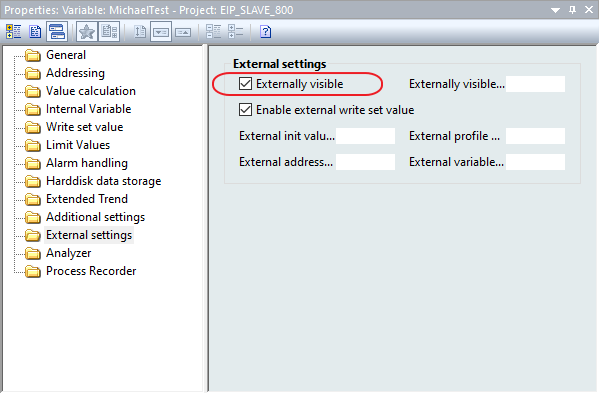 Properties: Variable: MichaelTest - Project: EIP_SLAVE_800
General
Addressing
Value calculation
Internal Variable
Write set value
Limit Values
Alarm handling
Harddisk data storage
Extended Trend
Additional settings
External settings
Analyzer
Process Recorder
External settings
Externally visible
Externally visible...
Enable external write set value
External init valu...
External profile ...
External address...
External variable...